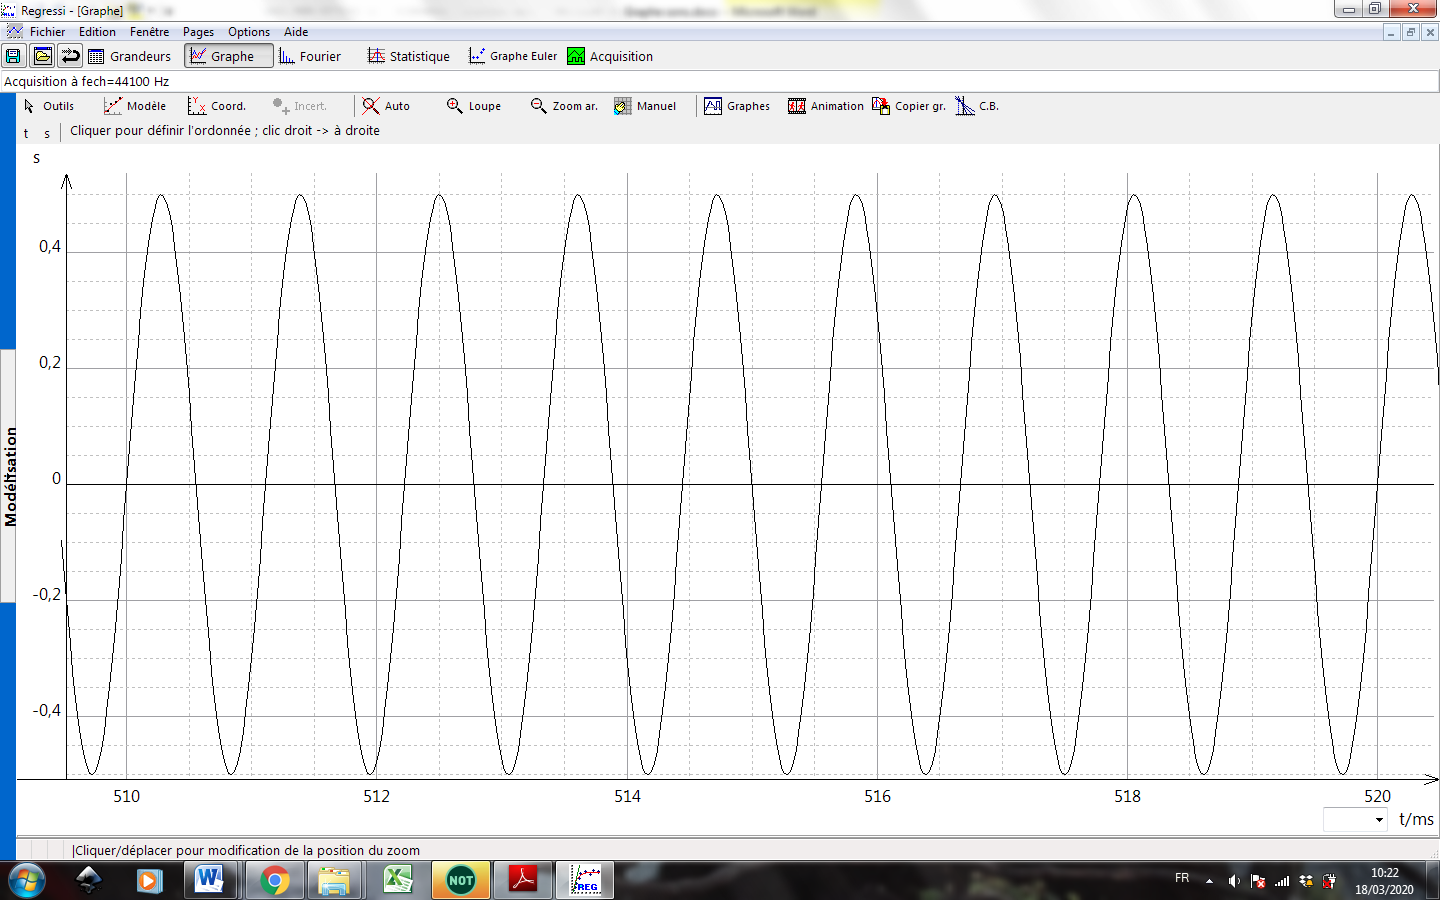 Regressi - [Graphe]
Fichier Edition Fenêtre Pages Options Aide
Grandeurs Graphe Fourier Statistique Graphe Euler Acquisition
Acquisition à fech=44100 Hz
Outils Modèle Coord. Incert. Auto Loupe Zoom ar. Manuel Graphes Animation Copier gr. C.B.
t s Cliquer pour définir l'ordonnée ; clic droit -> à droite
s
0,4
0,2
0
-0,2
-0,4
Modélisation
510 512 514 516 518 520
t/ms
|Cliquer/déplacer pour modification de la position du zoom
NOT
REG
FR
10:22
18/03/2020